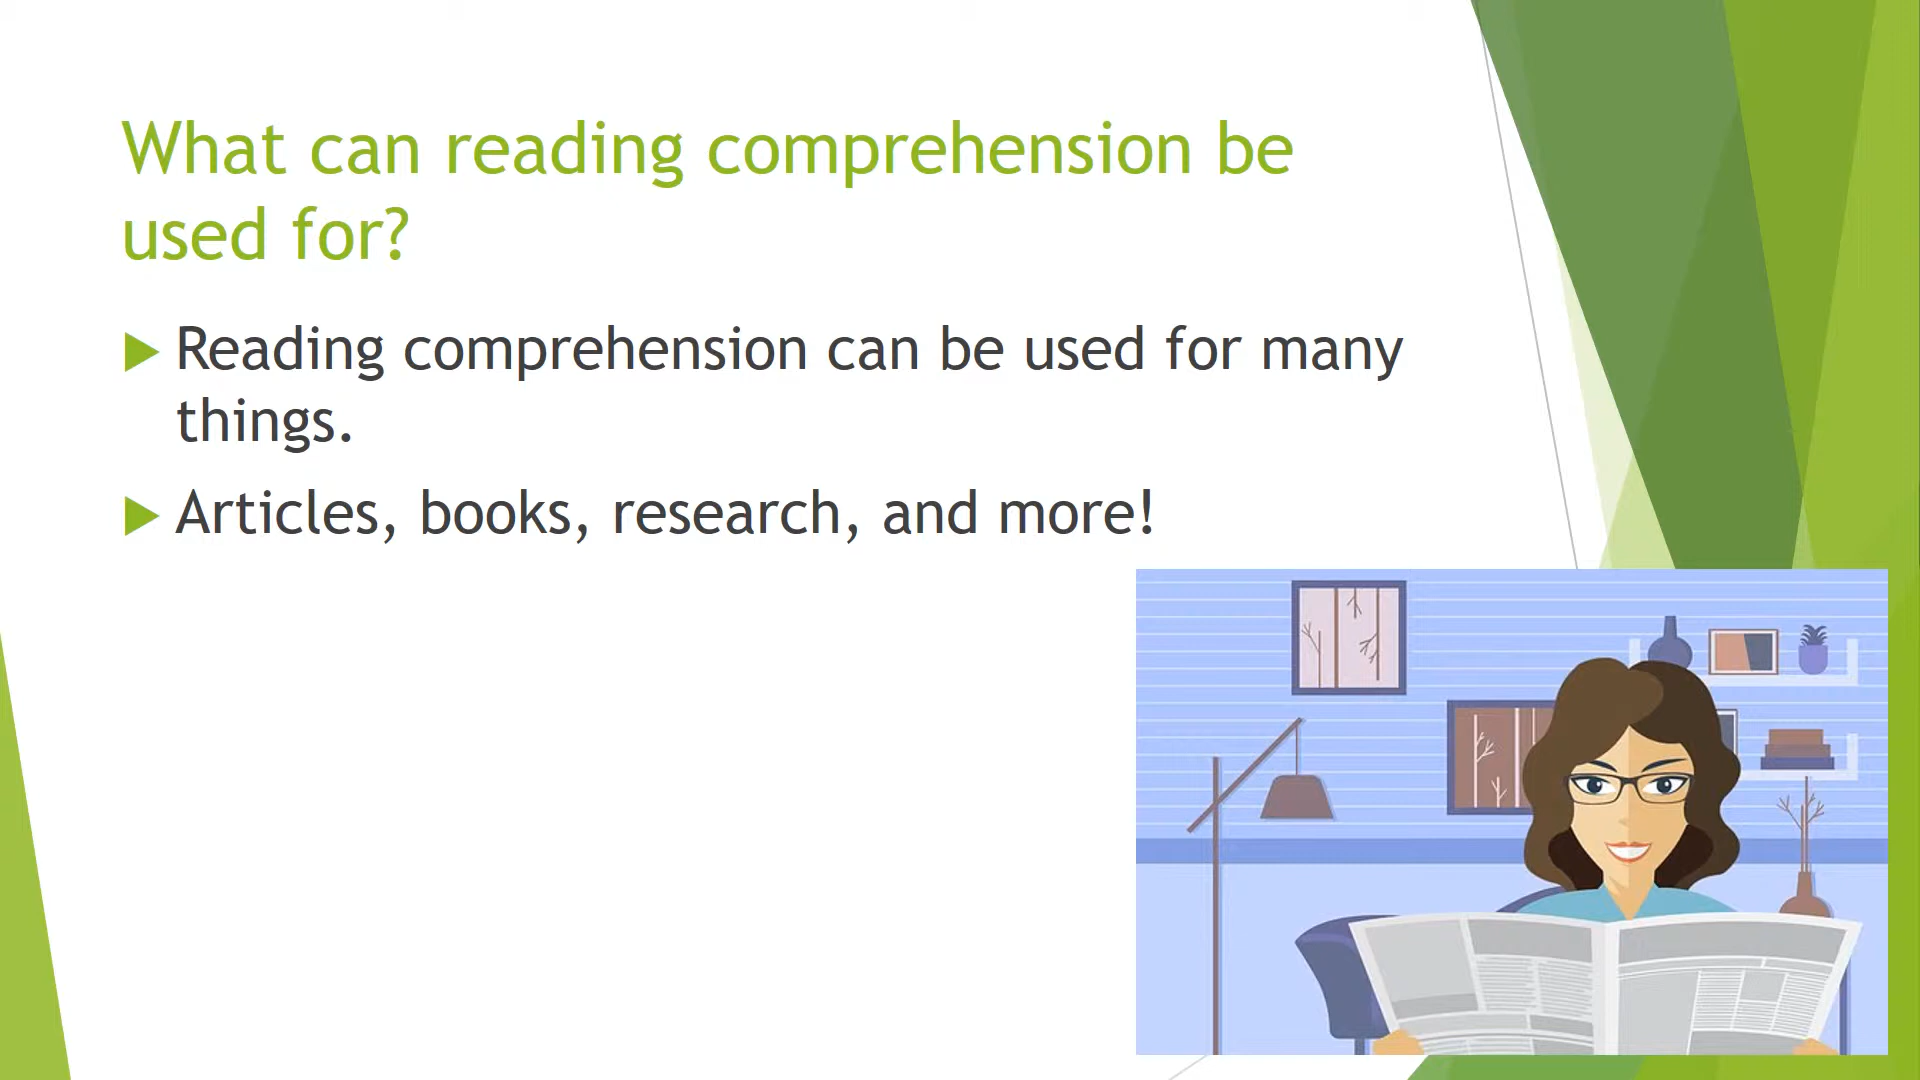 What can reading comprehension be
used for?
Reading comprehension can be used for many
things.
Articles, books, research, and more!